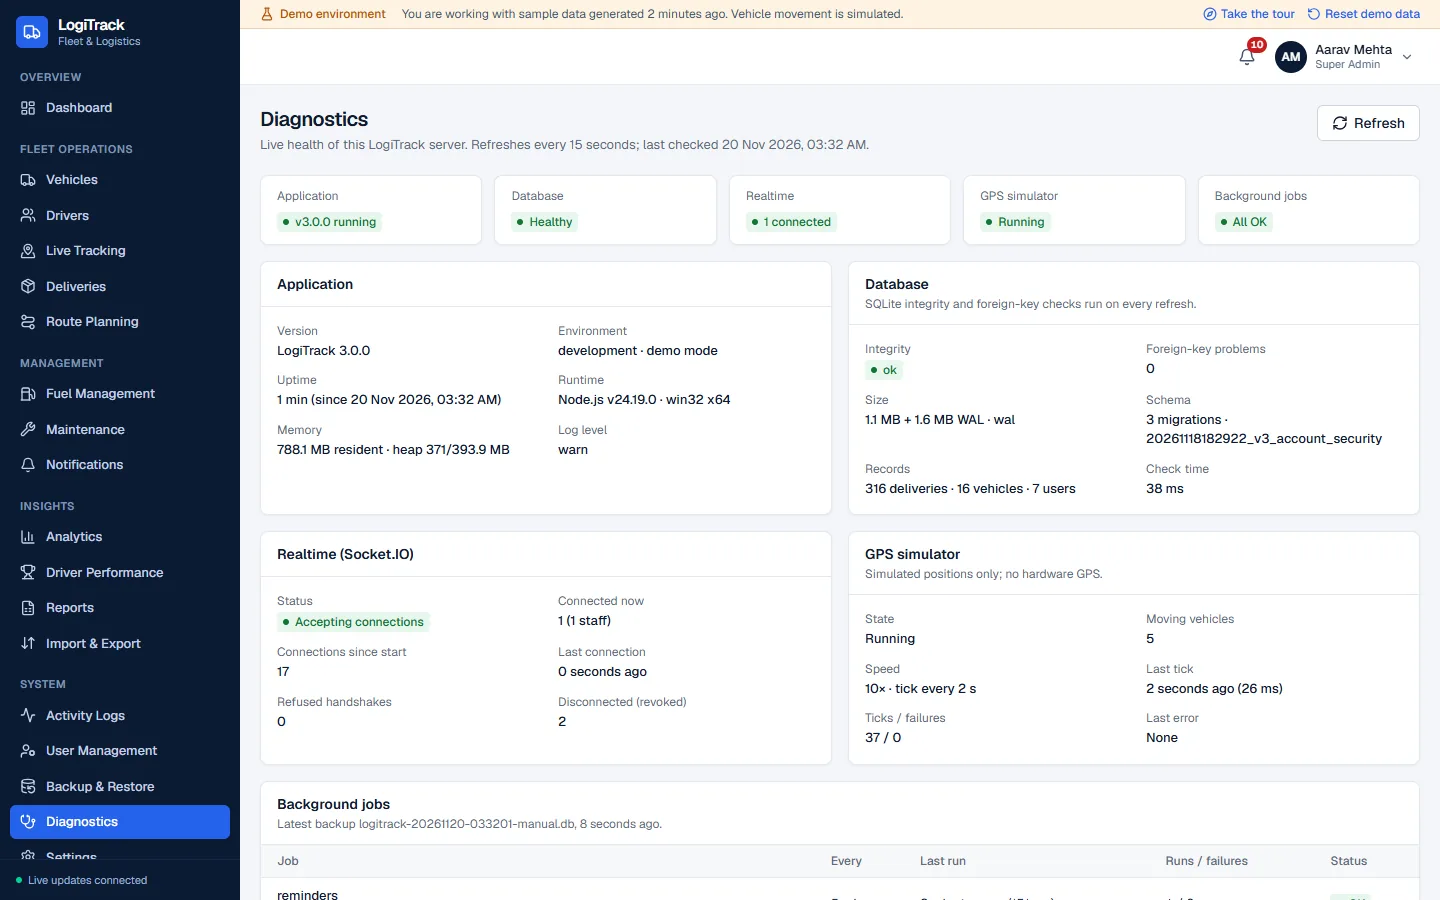 LogiTrack
Fleet & Logistics
OVERVIEW
Dashboard
FLEET OPERATIONS
Vehicles
Drivers
Live Tracking
Deliveries
Route Planning
MANAGEMENT
Fuel Management
Maintenance
Notifications
INSIGHTS
Analytics
Driver Performance
Reports
Import & Export
SYSTEM
Activity Logs
User Management
Backup & Restore
Diagnostics
Settings
Live updates connected
Demo environment You are working with sample data generated 2 minutes ago. Vehicle movement is simulated. Take the tour Reset demo data
10
AM
Aarav Mehta
Super Admin
Diagnostics
Live health of this LogiTrack server. Refreshes every 15 seconds; last checked 20 Nov 2026, 03:32 AM.
Refresh
Application
v3.0.0 running
Database
Healthy
Realtime
1 connected
GPS simulator
Running
Background jobs
All OK
Application
Version
LogiTrack 3.0.0
Environment
development · demo mode
Uptime
1 min (since 20 Nov 2026, 03:32 AM)
Runtime
Node.js v24.19.0 · win32 x64
Memory
788.1 MB resident · heap 371/393.9 MB
Log level
warn
Database
SQLite integrity and foreign-key checks run on every refresh.
Integrity
ok
Foreign-key problems
0
Size
1.1 MB + 1.6 MB WAL · wal
Schema
3 migrations ·
20261118182922_v3_account_security
Records
316 deliveries · 16 vehicles · 7 users
Check time
38 ms
Realtime (Socket.IO)
Status
Accepting connections
Connected now
1 (1 staff)
Connections since start
17
Last connection
0 seconds ago
Refused handshakes
0
Disconnected (revoked)
2
GPS simulator
Simulated positions only; no hardware GPS.
State
Running
Moving vehicles
5
Speed
10× · tick every 2 s
Last tick
2 seconds ago (26 ms)
Ticks / failures
37 / 0
Last error
None
Background jobs
Latest backup logitrack-20261120-033201-manual.db, 8 seconds ago.
Job Every Last run Runs / failures Status
reminders